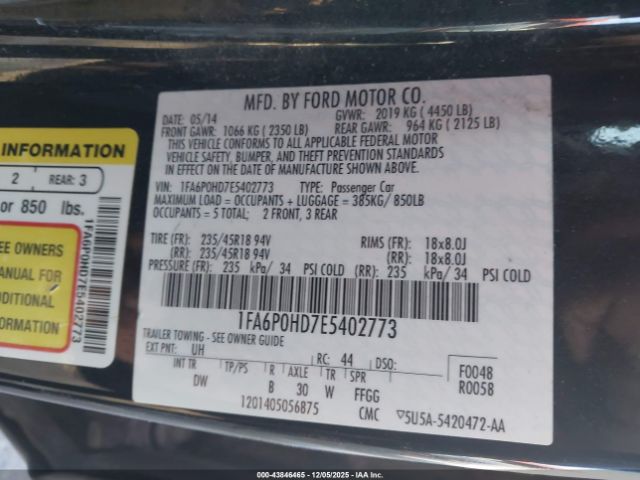 MFD. BY FORD MOTOR CO.
DATE: 05/14 GVWR: 2019 KG ( 4450 LB)
FRONT GAWR: 1066 KG ( 2350 LB) REAR GAWR: 964 KG ( 2125 LB)
THIS VEHICLE CONFORMS TO ALL APPLICABLE FEDERAL MOTOR
VEHICLE SAFETY, BUMPER, AND THEFT PREVENTION STANDARDS
IN EFFECT ON THE DATE OF MANUFACTURE SHOWN ABOVE.
VIN: 1FA6P0HD7E5402773 TYPE: Passenger Car
MAXIMUM LOAD = OCCUPANTS + LUGGAGE = 385KG / 850LB
OCCUPANTS = 5 TOTAL; 2 FRONT, 3 REAR
TIRE (FR): 235/45R18 94V RIMS (FR): 18x8.0J
(RR): 235/45R18 94V (RR): 18x8.0J
PRESSURE (FR): 235 kPa/ 34 PSI COLD (RR): 235 kPa/ 34 PSI COLD
1FA6P0HD7E5402773
TRAILER TOWING - SEE OWNER GUIDE
EXT PNT: UH RC: 44 DSO: F0048
INT TR TP/PS R AXLE TR SPR R0058
DW B 30 W FFGG
1201405056875 CMC 5U5A-5420472-AA
INFORMATION
2 REAR: 3
or 850 lbs.
EE OWNERS
ANUAL FOR
DDITIONAL
FORMATION
1FA6P0HD7E5402773
000-43846465 - 12/05/2025 - IAAI.CA